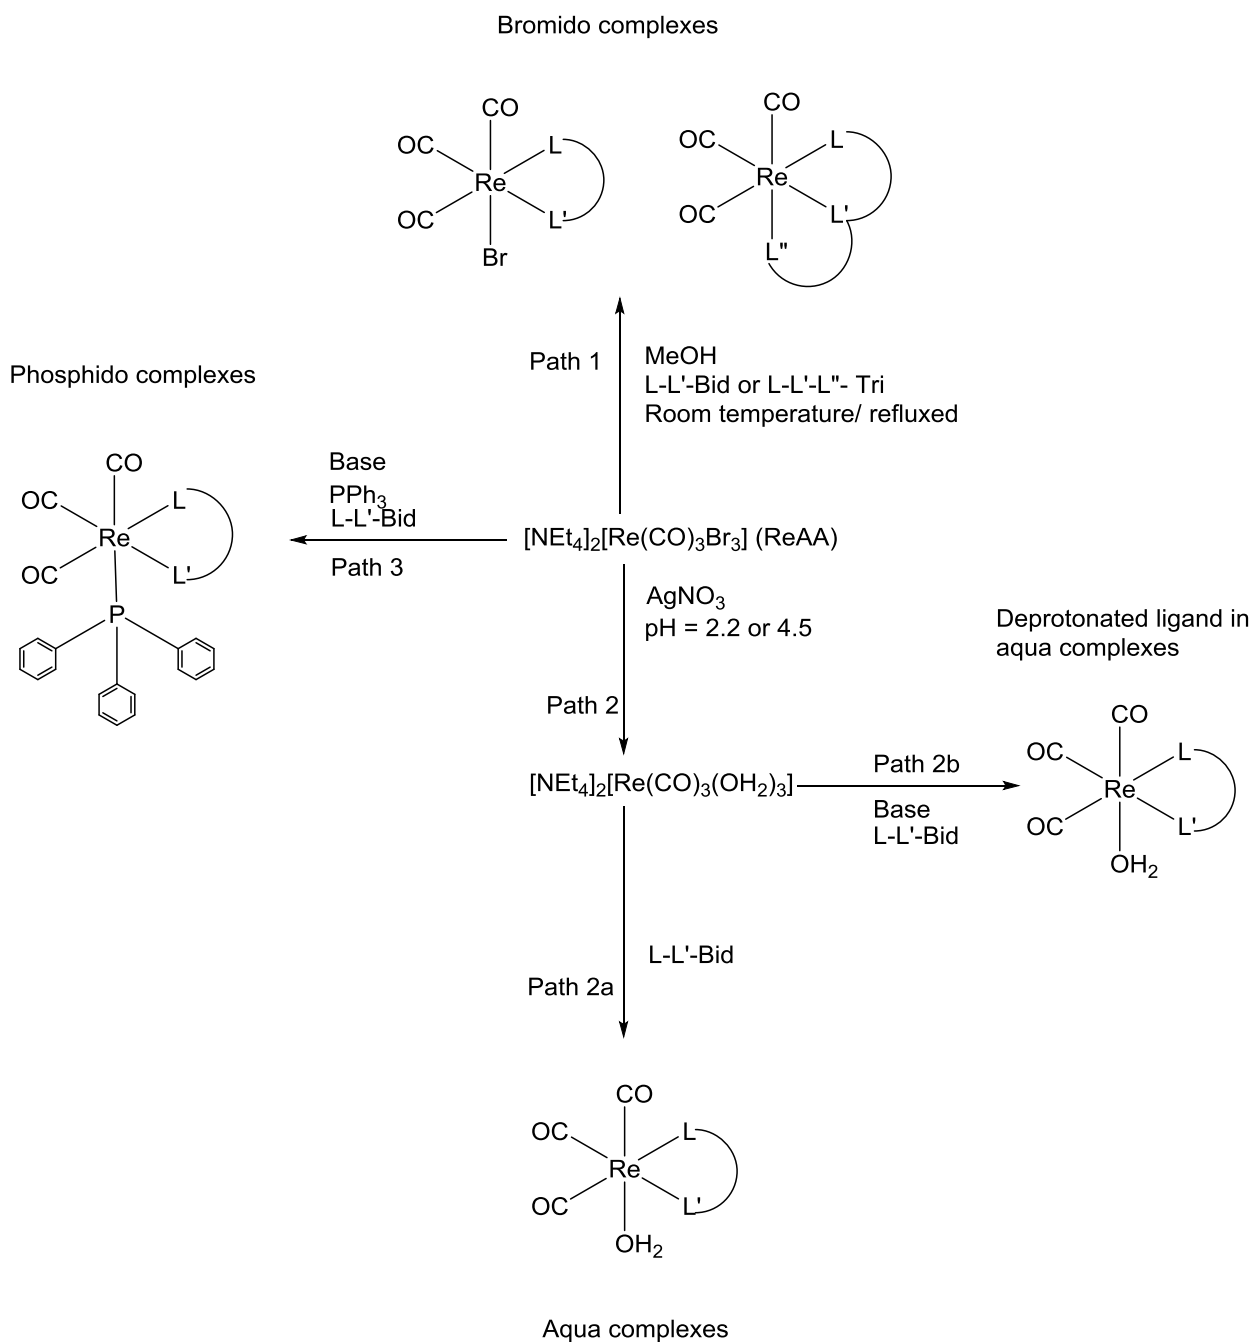 Bromido complexes
CO
OC
L
Re
OC
L'
Br
CO
OC
L
Re
OC
L'
L"
Path 1
MeOH
L-L'-Bid or L-L'-L"- Tri
Room temperature/ refluxed
Phosphido complexes
CO
OC
L
Re
OC
L'
P
Base
PPh3
L-L'-Bid
Path 3
[NEt4]2[Re(CO)3Br3] (ReAA)
AgNO3
pH = 2.2 or 4.5
Path 2
[NEt4]2[Re(CO)3(OH2)3]
Path 2b
Base
L-L'-Bid
Deprotonated ligand in
aqua complexes
CO
OC
L
Re
OC
L'
OH2
L-L'-Bid
Path 2a
CO
OC
L
Re
OC
L'
OH2
Aqua complexes